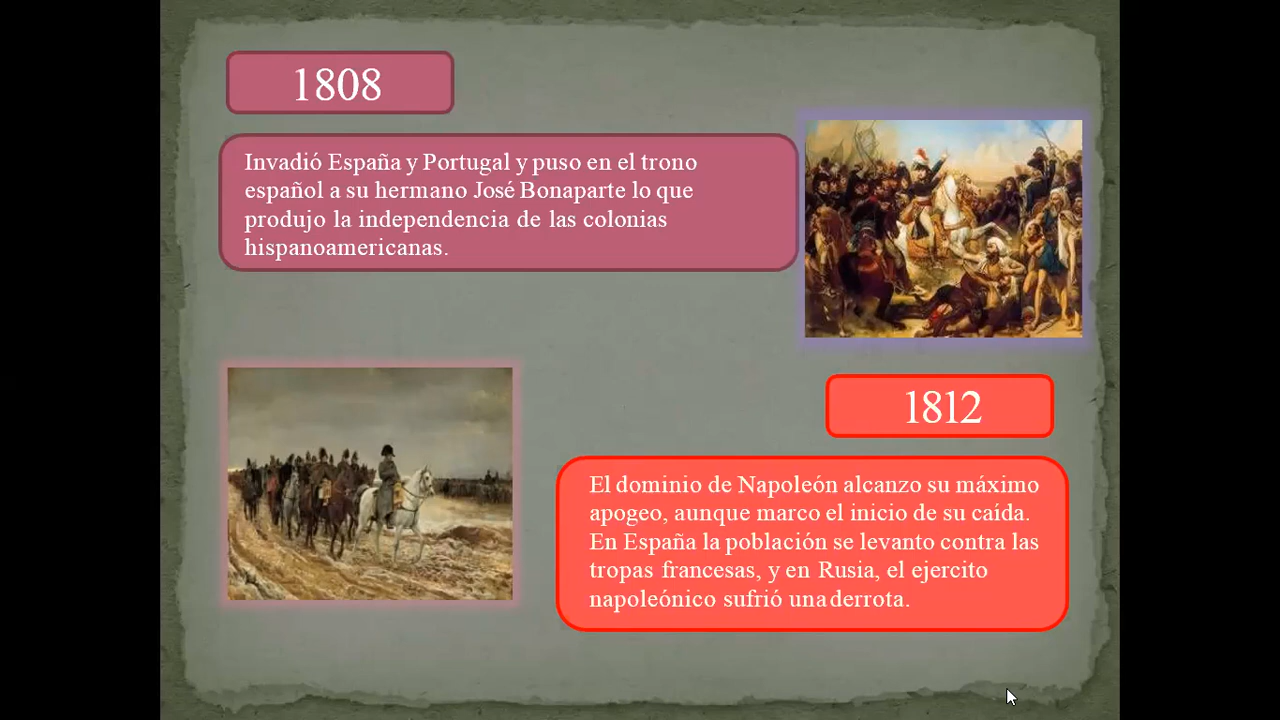 1808
Invadió España y Portugal y puso en el trono
español a su hermano José Bonaparte lo que
produjo la independencia de las colonias
hispanoamericanas.
1812
El dominio de Napoleón alcanzo su máximo
apogeo, aunque marco el inicio de su caída.
En España la población se levanto contra las
tropas francesas, y en Rusia, el ejercito
napoleónico sufrió una derrota.